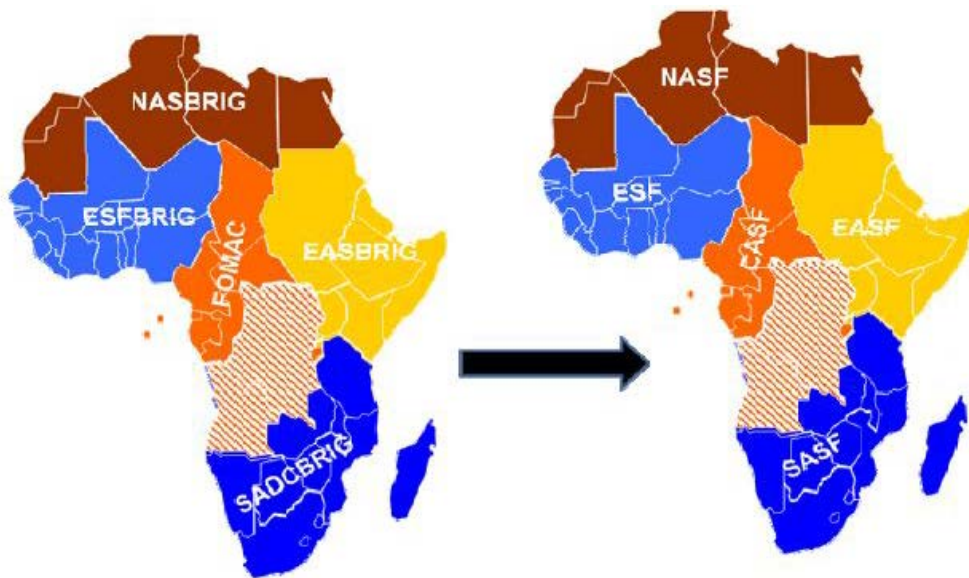 NASBRIG
ESFBRIG
FOMAC
EASBRIG
SADCBRIG
NASF
ESF
CASF
EASF
SASF